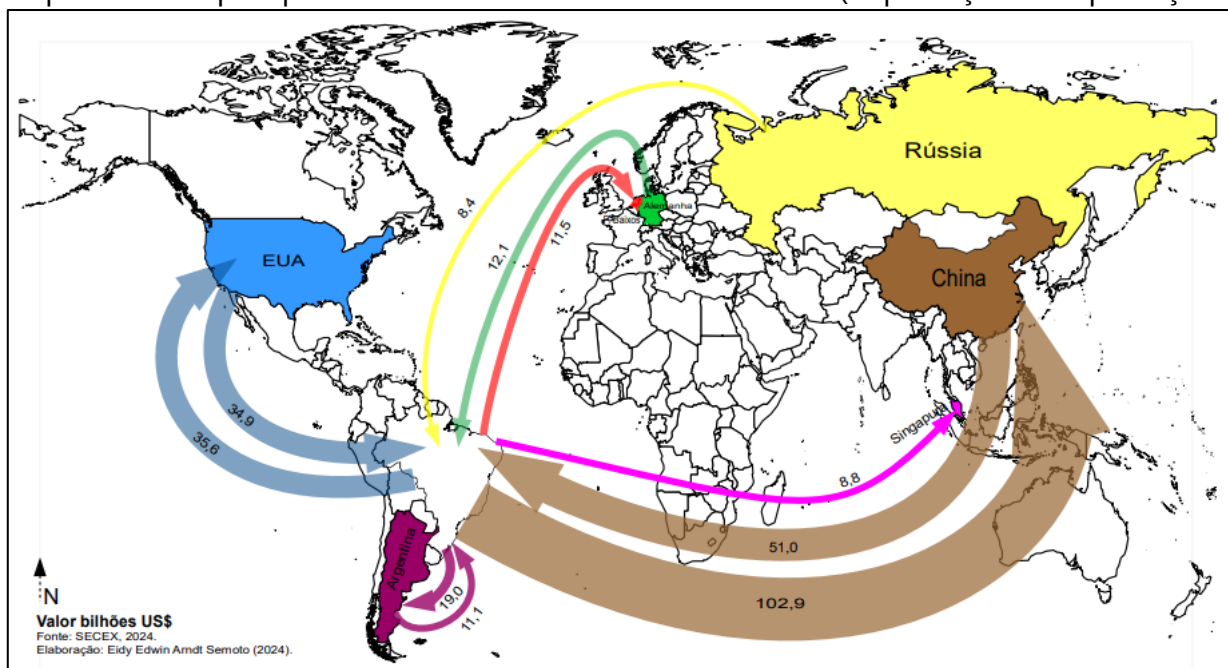 Rússia
Alemanha
P. Baixos
8,4
12,1
11,5
EUA
China
Singapura
34,9
35,6
8,8
51,0
Argentina
19,0
11,1
102,9
N
Valor bilhões US$
Fonte: SECEX, 2024.
Elaboração: Eidy Edwin Arndt Semoto (2024).